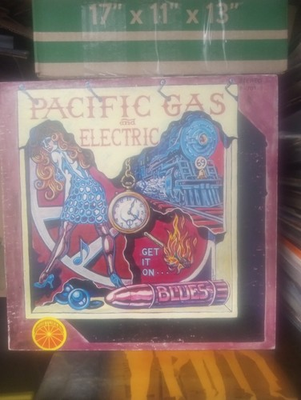 17" x 11" x 13"
PACIFIC GAS
AND
ELECTRIC
GET
IT
ON...
BLUES